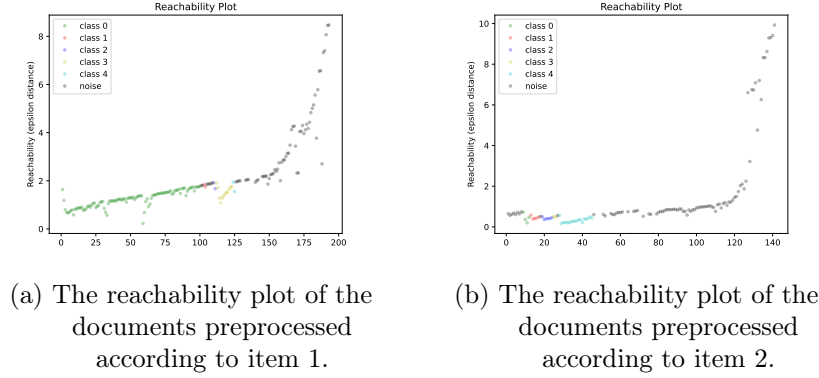 Reachability Plot
Reachability (epsilon distance)
8
6
4
2
0
class 0
class 1
class 2
class 3
class 4
noise
0 25 50 75 100 125 150 175 200
(a) The reachability plot of the
documents preprocessed
according to item 1.
Reachability Plot
Reachability (epsilon distance)
10
8
6
4
2
0
class 0
class 1
class 2
class 3
class 4
noise
0 20 40 60 80 100 120 140
(b) The reachability plot of the
documents preprocessed
according to item 2.